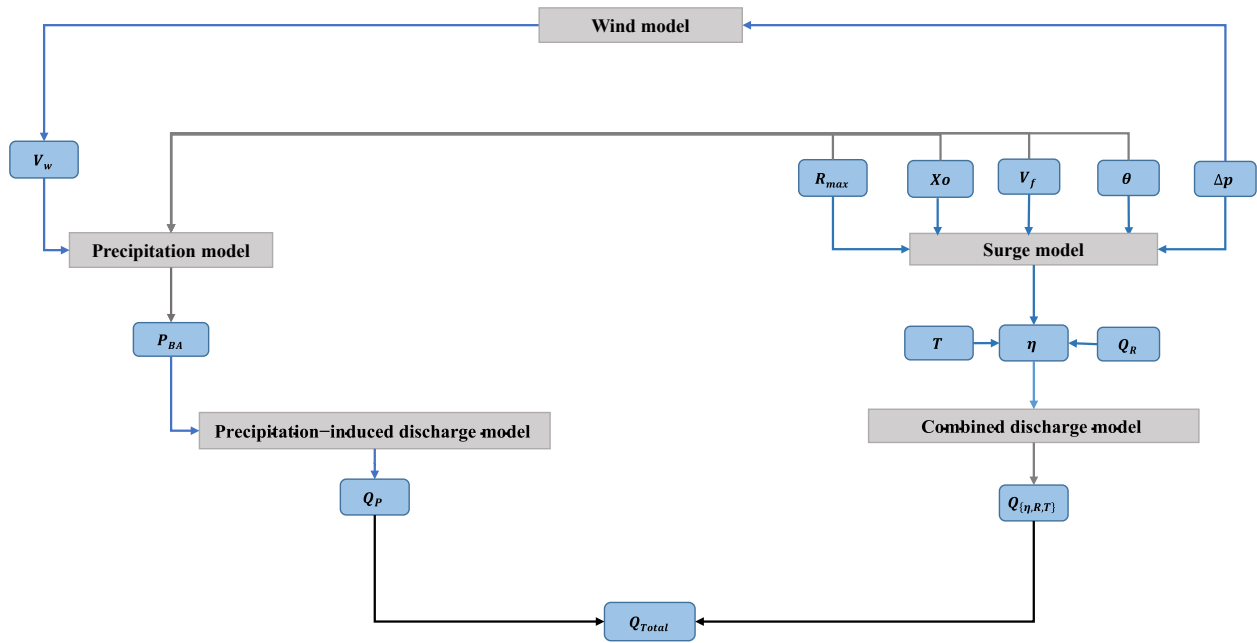 Wind model
V_w
R_max
Xo
V_f
θ
Δp
Precipitation model
Surge model
P_BA
T
η
Q_R
Precipitation−induced discharge model
Combined discharge model
Q_P
Q_{η,R,T}
Q_Total